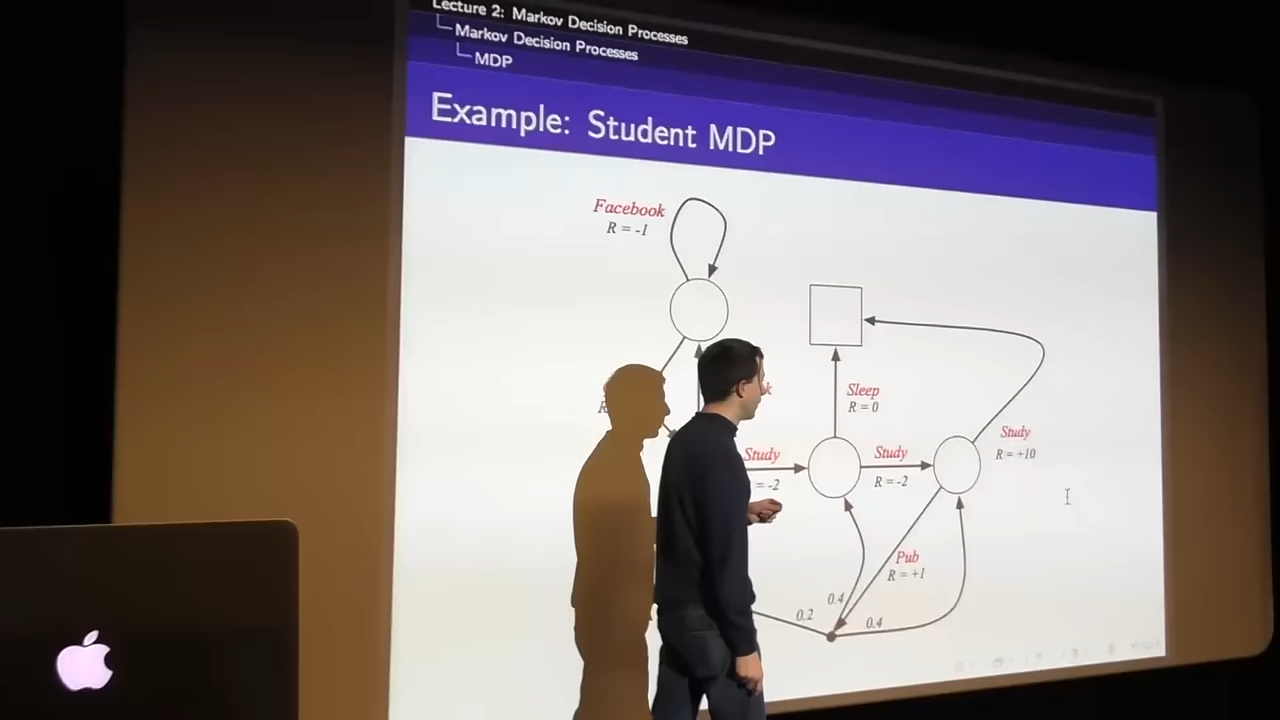 Lecture 2: Markov Decision Processes
Markov Decision Processes
MDP
Example: Student MDP
Facebook
R = -1
Sleep
R = 0
Study
R = +10
Study
= -2
Study
R = -2
Pub
R = +1
0.4
0.2
0.4